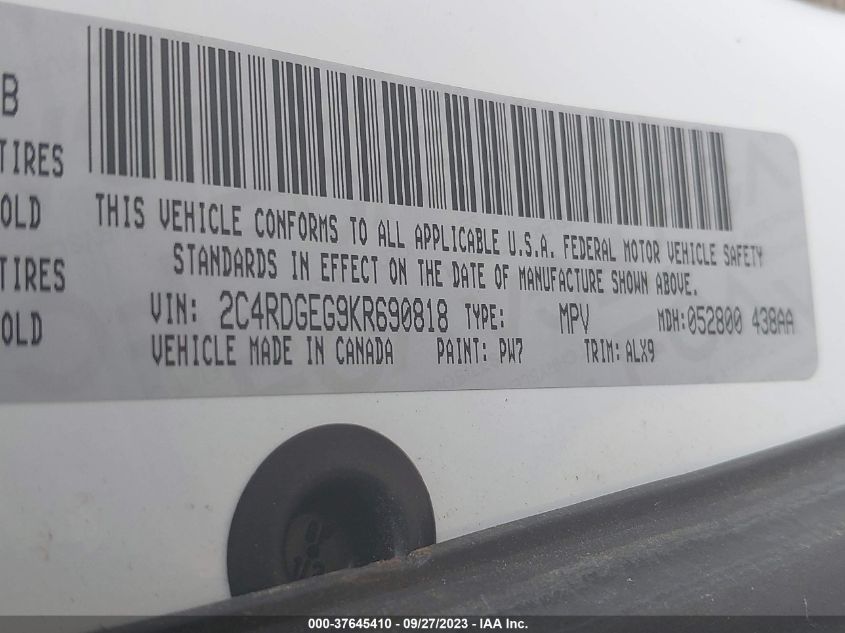 B
TIRES
OLD
TIRES
OLD
THIS VEHICLE CONFORMS TO ALL APPLICABLE U.S.A. FEDERAL MOTOR VEHICLE SAFETY
STANDARDS IN EFFECT ON THE DATE OF MANUFACTURE SHOWN ABOVE.
VIN: 2C4RDGEG9KR690818 TYPE: MPV MDH:052800 438AA
VEHICLE MADE IN CANADA PAINT: PW7 TRIM: ALX9
000-37645410 - 09/27/2023 - IAA Inc.